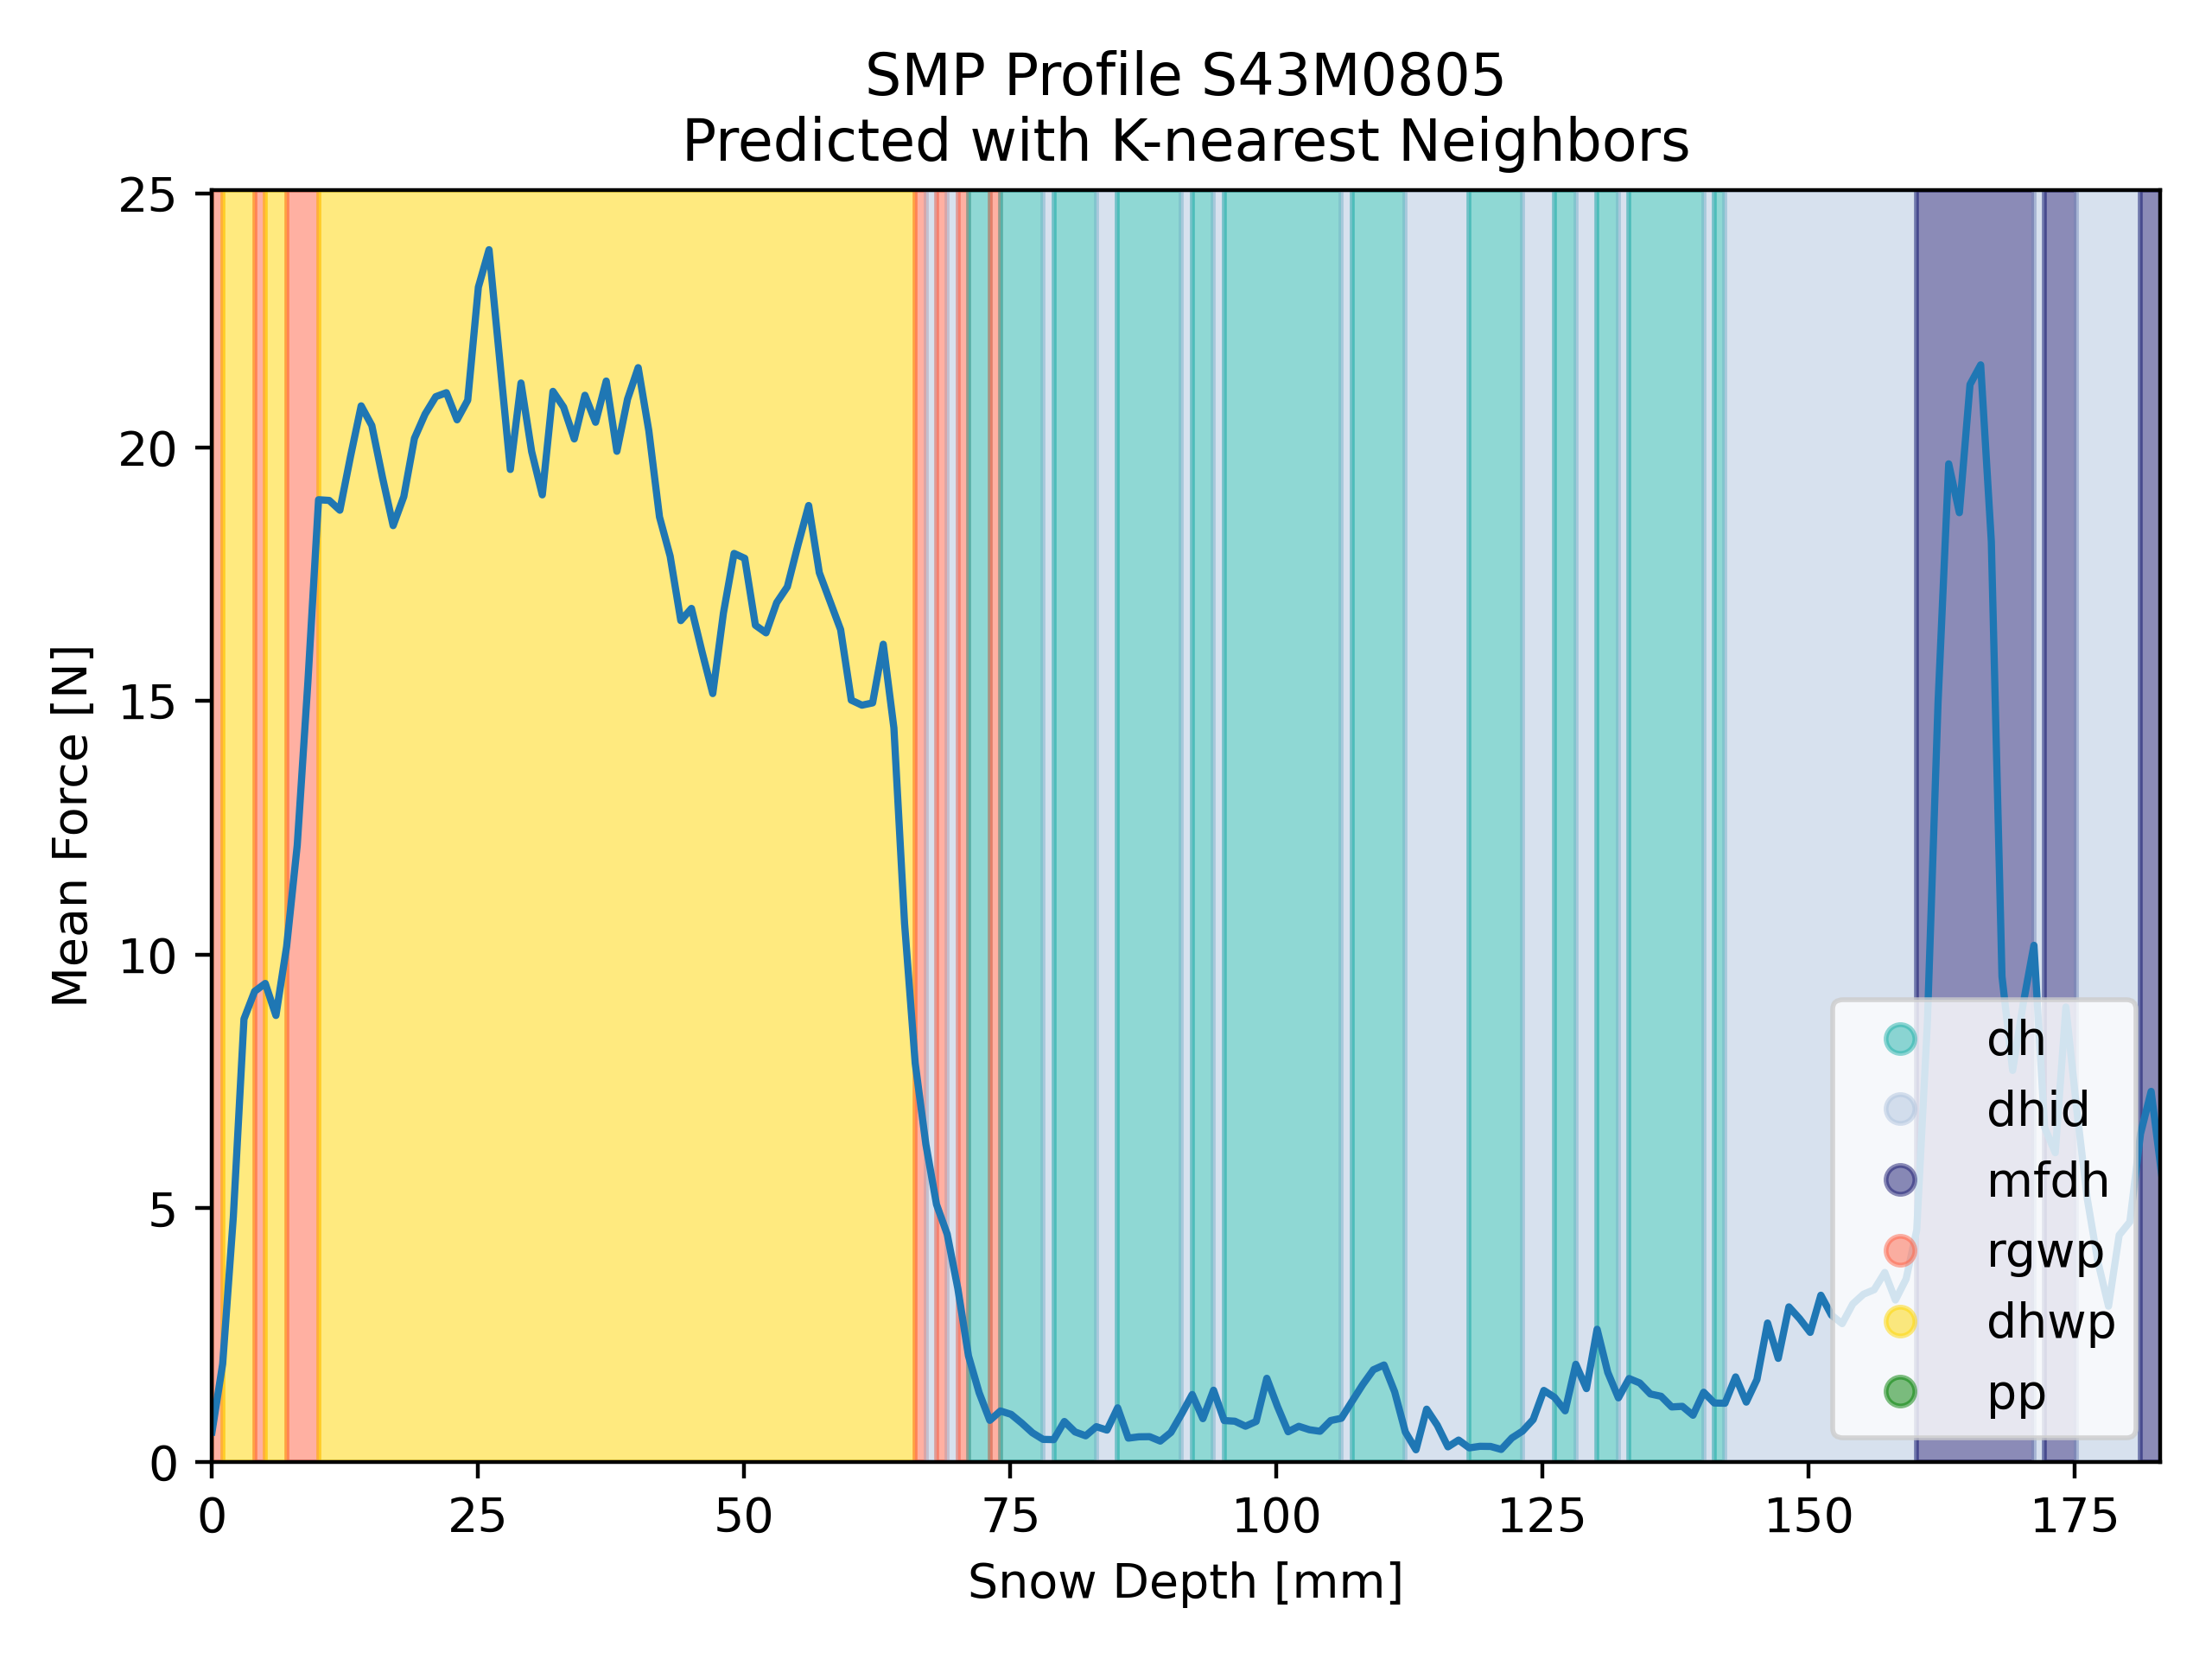 SMP Profile S43M0805
Predicted with K-nearest Neighbors
Mean Force [N]
25
20
15
10
5
0
dh
dhid
mfdh
rgwp
dhwp
pp
0 25 50 75 100 125 150 175
Snow Depth [mm]